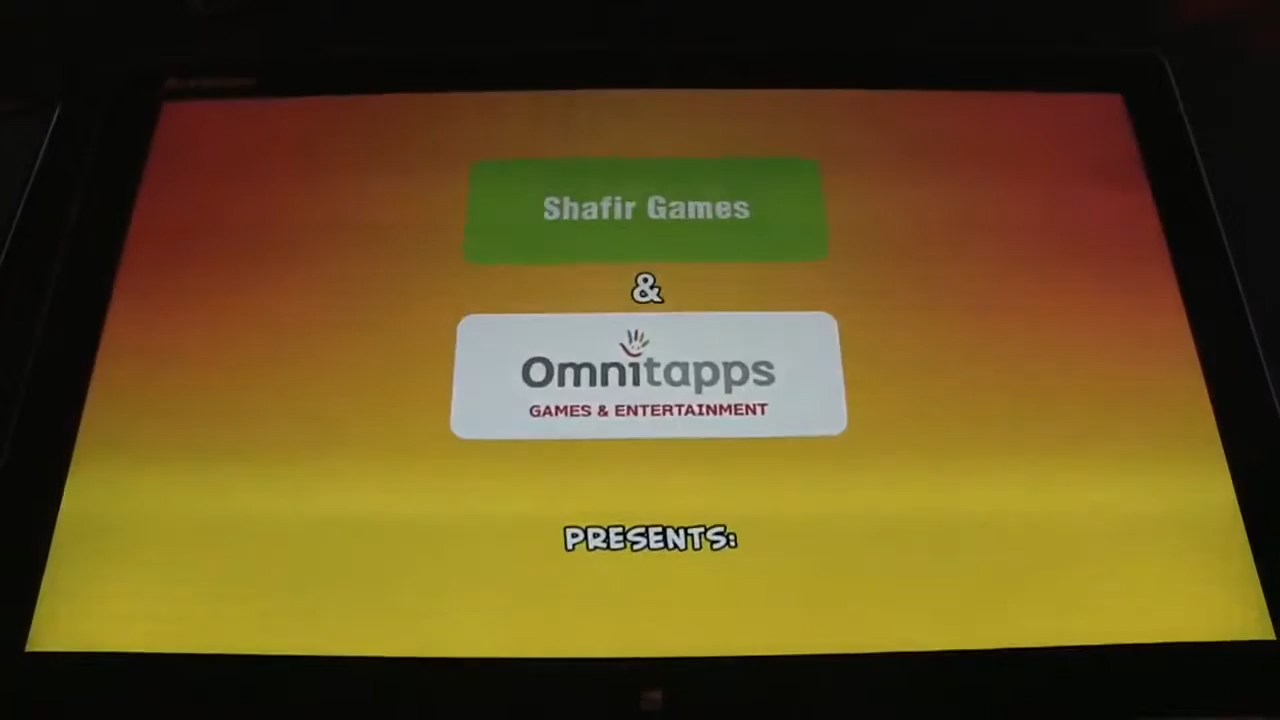 Shafir Games
&
Omnitapps
GAMES & ENTERTAINMENT
PRESENTS: